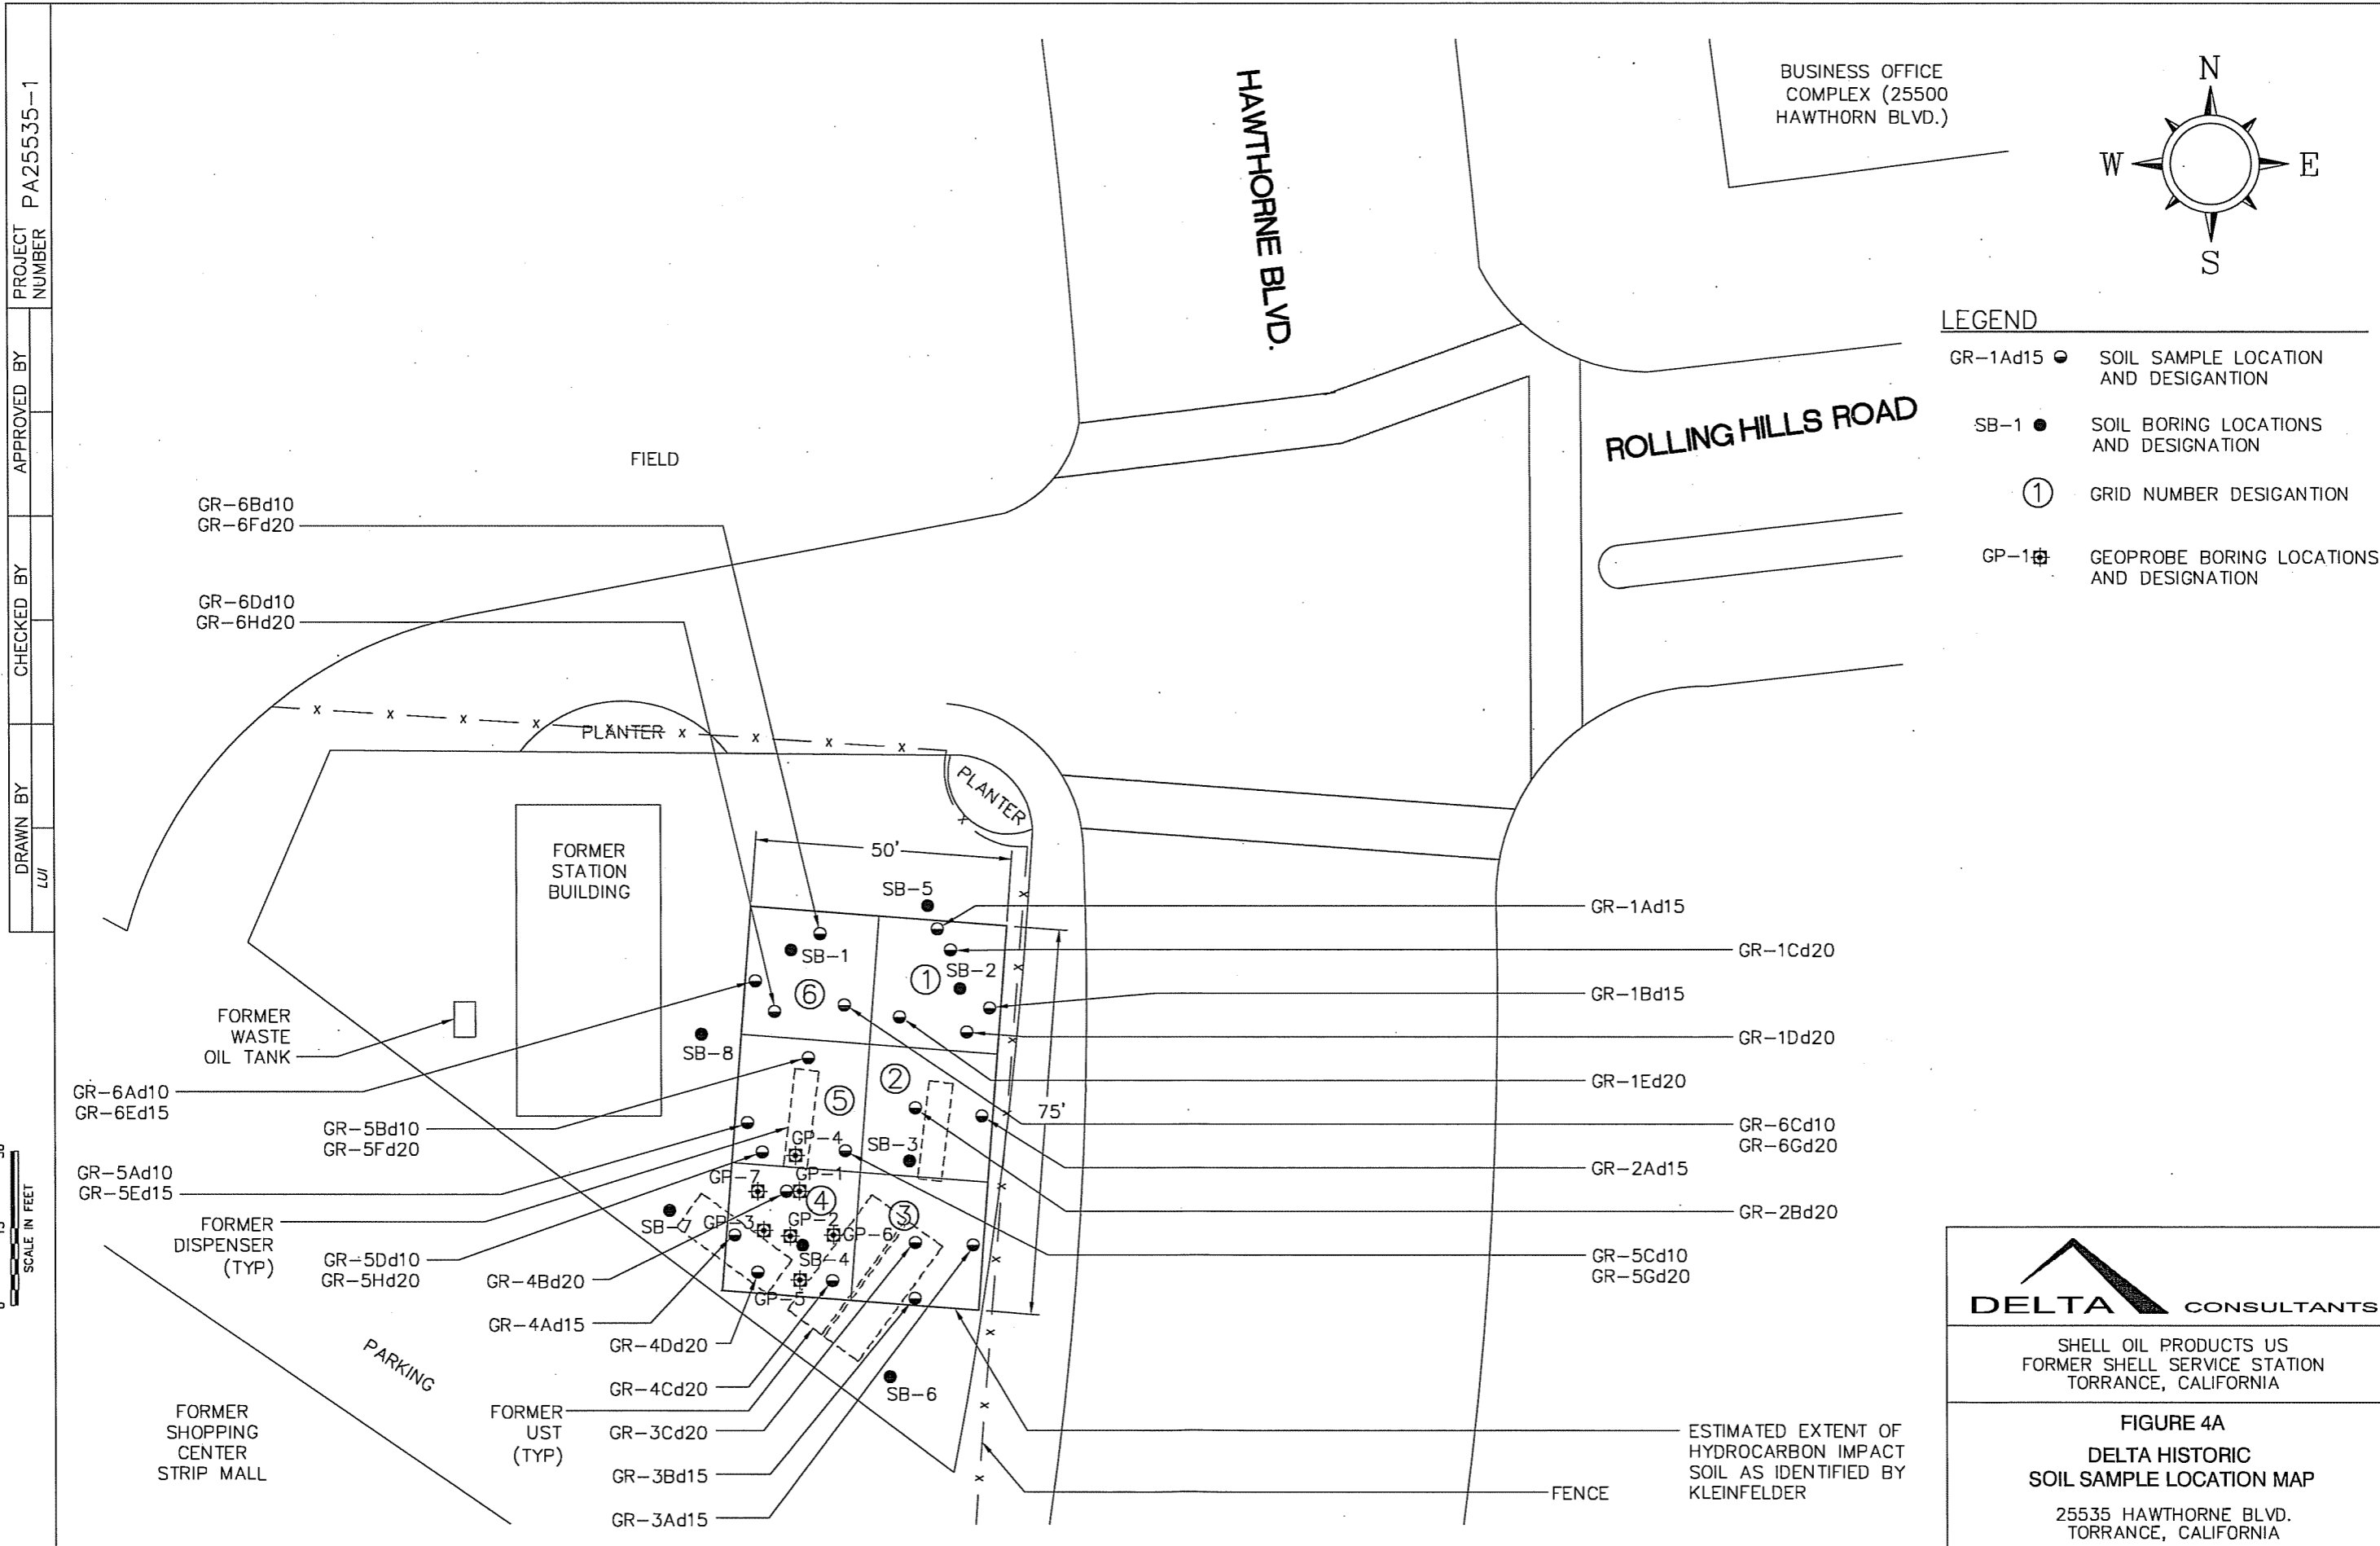 PROJECT
NUMBER
PA25535-1
APPROVED BY
CHECKED BY
DRAWN BY
LUI
HAWTHORNE BLVD.
BUSINESS OFFICE
COMPLEX (25500
HAWTHORN BLVD.)
N
W
E
S
LEGEND
GR-1Ad15
SOIL SAMPLE LOCATION
AND DESIGANTION
SB-1
SOIL BORING LOCATIONS
AND DESIGNATION
1
GRID NUMBER DESIGANTION
GP-1
GEOPROBE BORING LOCATIONS
AND DESIGNATION
ROLLING HILLS ROAD
FIELD
GR-6Bd10
GR-6Fd20
GR-6Dd10
GR-6Hd20
PLANTER
PLANTER
FORMER
STATION
BUILDING
50'
SB-5
GR-1Ad15
SB-1
GR-1Cd20
SB-2
1
6
GR-1Bd15
FORMER
WASTE
OIL TANK
SB-8
GR-1Dd20
GR-6Ad10
GR-6Ed15
2
GR-1Ed20
5
75'
GR-5Bd10
GR-5Fd20
GR-6Cd10
GR-6Gd20
GP-4
SB-3
GR-2Ad15
GR-5Ad10
GR-5Ed15
GP-7
GP-1
4
3
GR-2Bd20
SB-7
GP-3
GP-2
GP-6
SB-4
FORMER
DISPENSER
(TYP)
GR-5Dd10
GR-5Hd20
GR-5Cd10
GR-5Gd20
GR-4Bd20
GP-5
GR-4Ad15
GR-4Dd20
GR-4Cd20
SB-6
PARKING
FORMER
SHOPPING
CENTER
STRIP MALL
FORMER
UST
(TYP)
GR-3Cd20
GR-3Bd15
GR-3Ad15
ESTIMATED EXTENT OF
HYDROCARBON IMPACT
SOIL AS IDENTIFIED BY
KLEINFELDER
FENCE
SCALE IN FEET
DELTA CONSULTANTS
SHELL OIL PRODUCTS US
FORMER SHELL SERVICE STATION
TORRANCE, CALIFORNIA
FIGURE 4A
DELTA HISTORIC
SOIL SAMPLE LOCATION MAP
25535 HAWTHORNE BLVD.
TORRANCE, CALIFORNIA